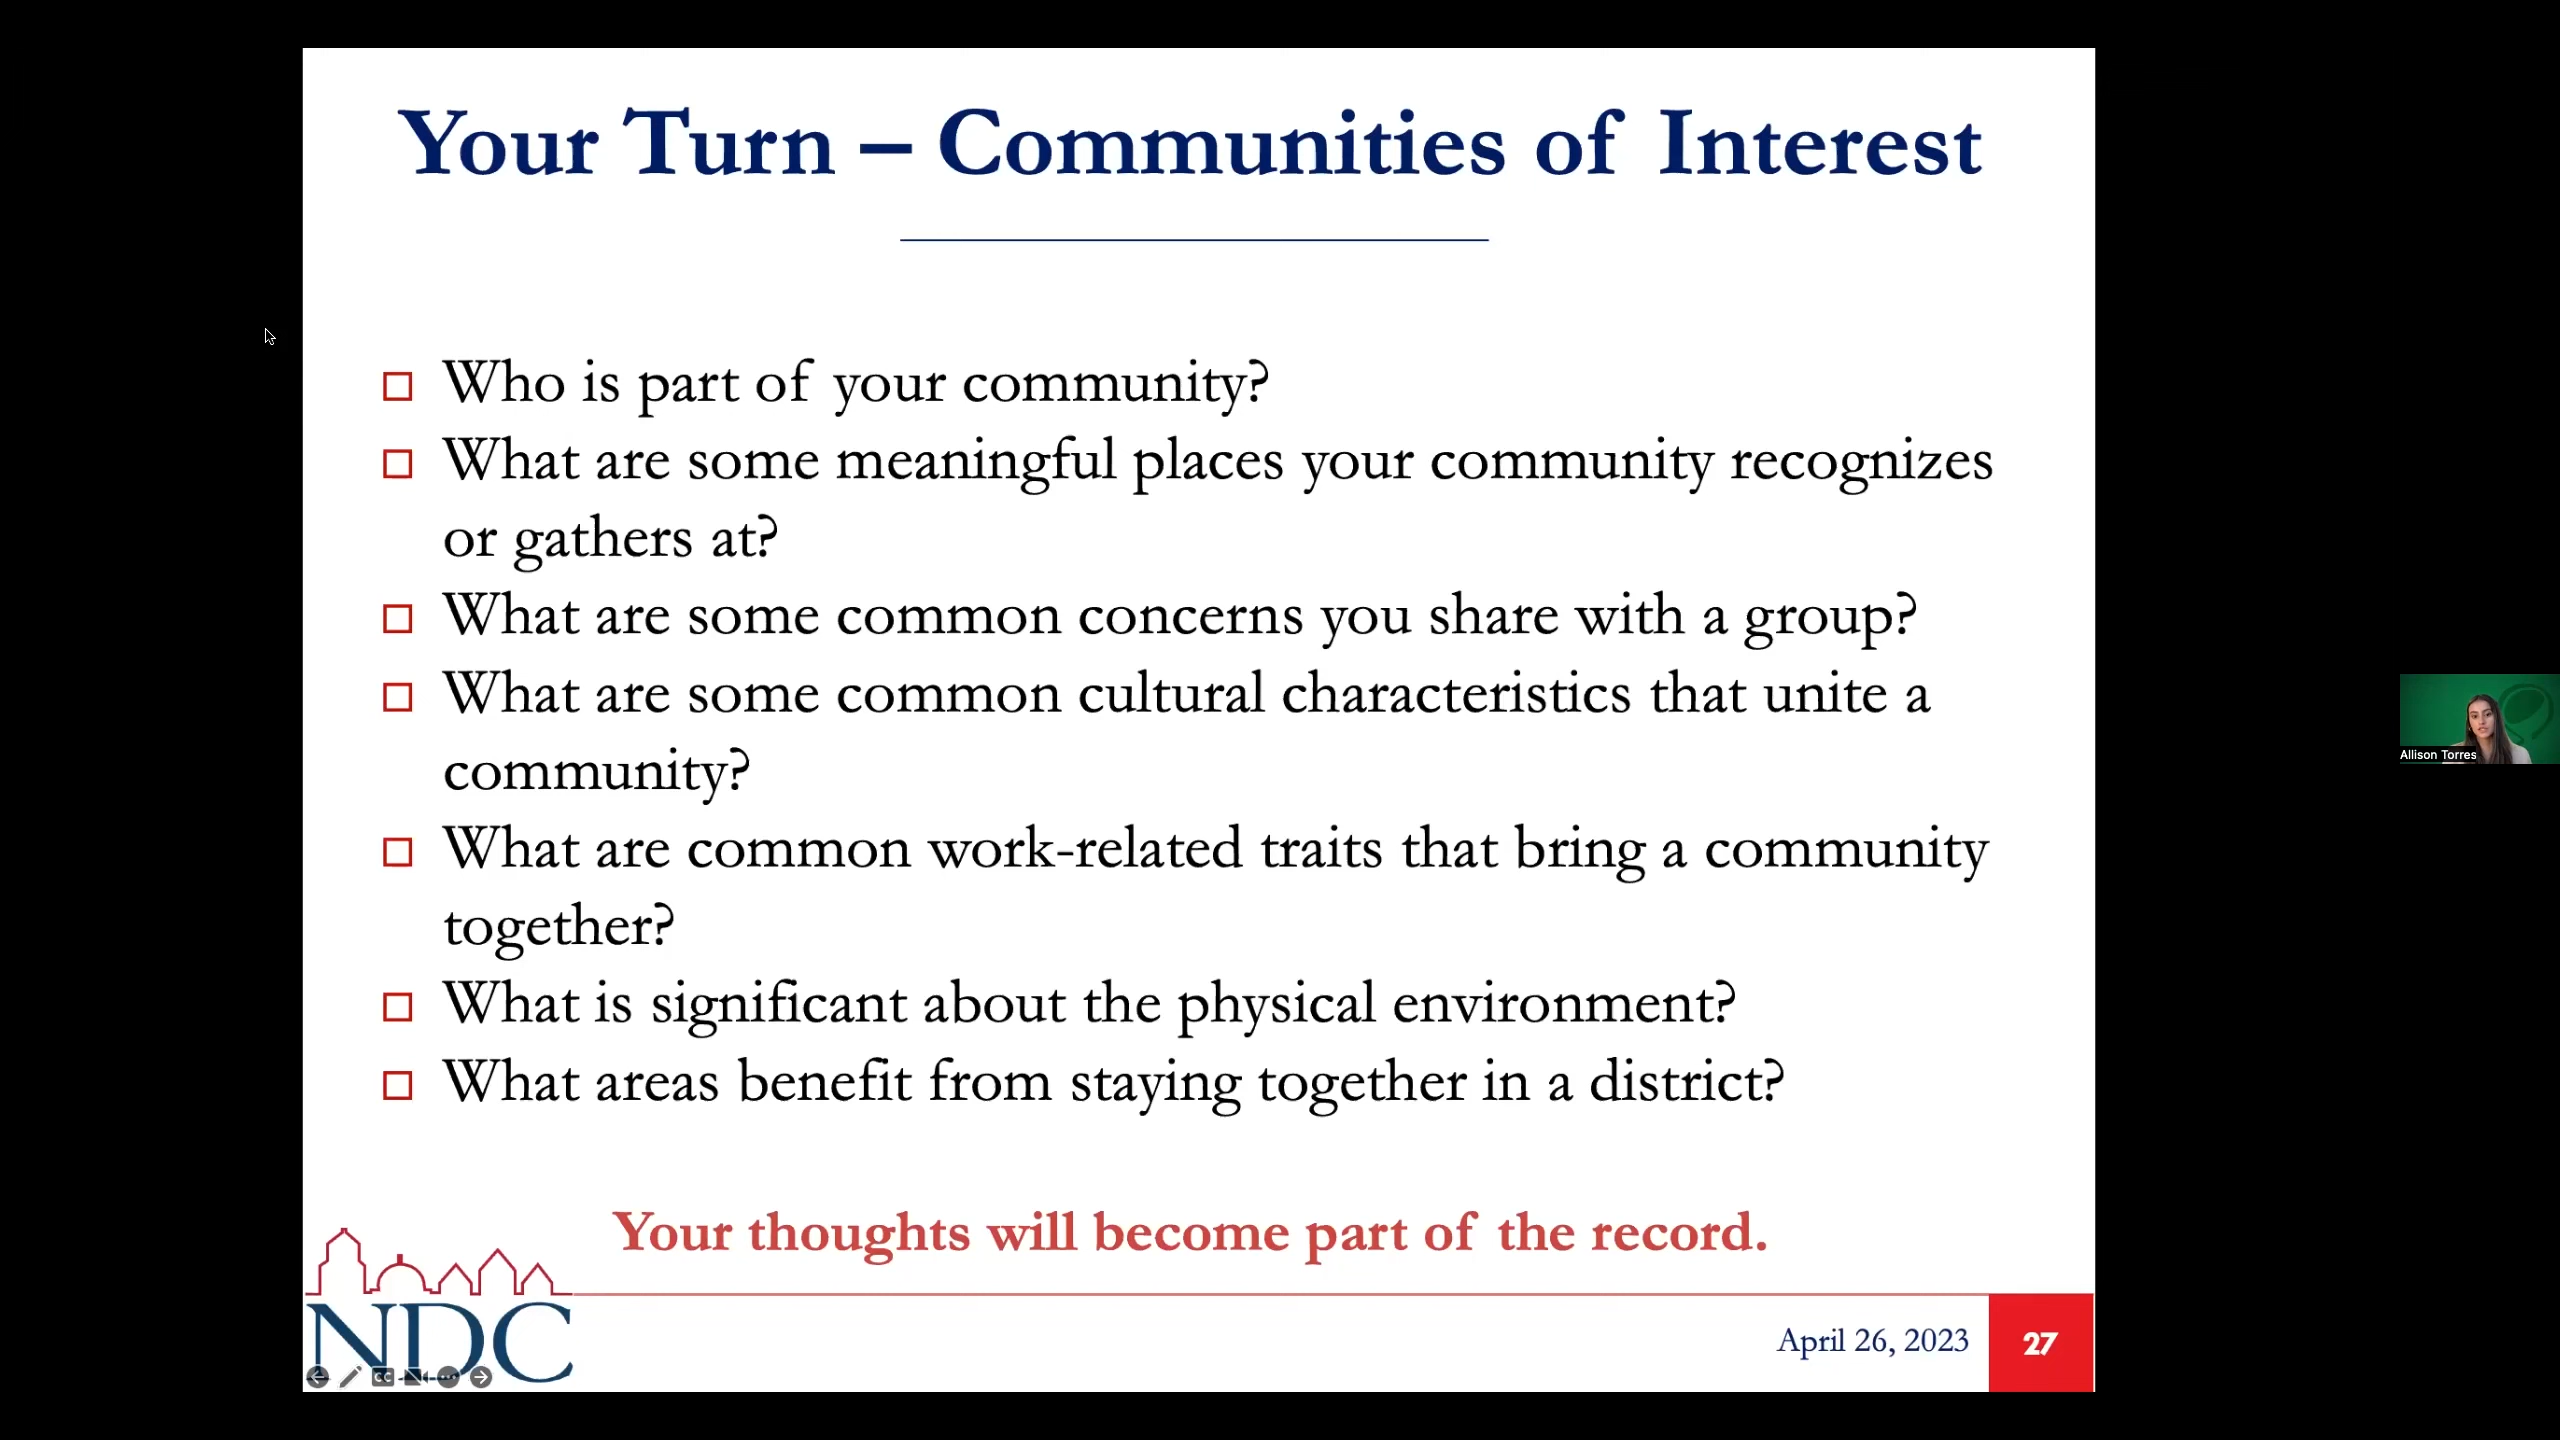 Your Turn – Communities of Interest
Who is part of your community?
What are some meaningful places your community recognizes
or gathers at?
What are some common concerns you share with a group?
What are some common cultural characteristics that unite a
community?
What are common work-related traits that bring a community
together?
What is significant about the physical environment?
What areas benefit from staying together in a district?
Your thoughts will become part of the record.
NDC
CC
April 26, 2023
27
Allison Torres